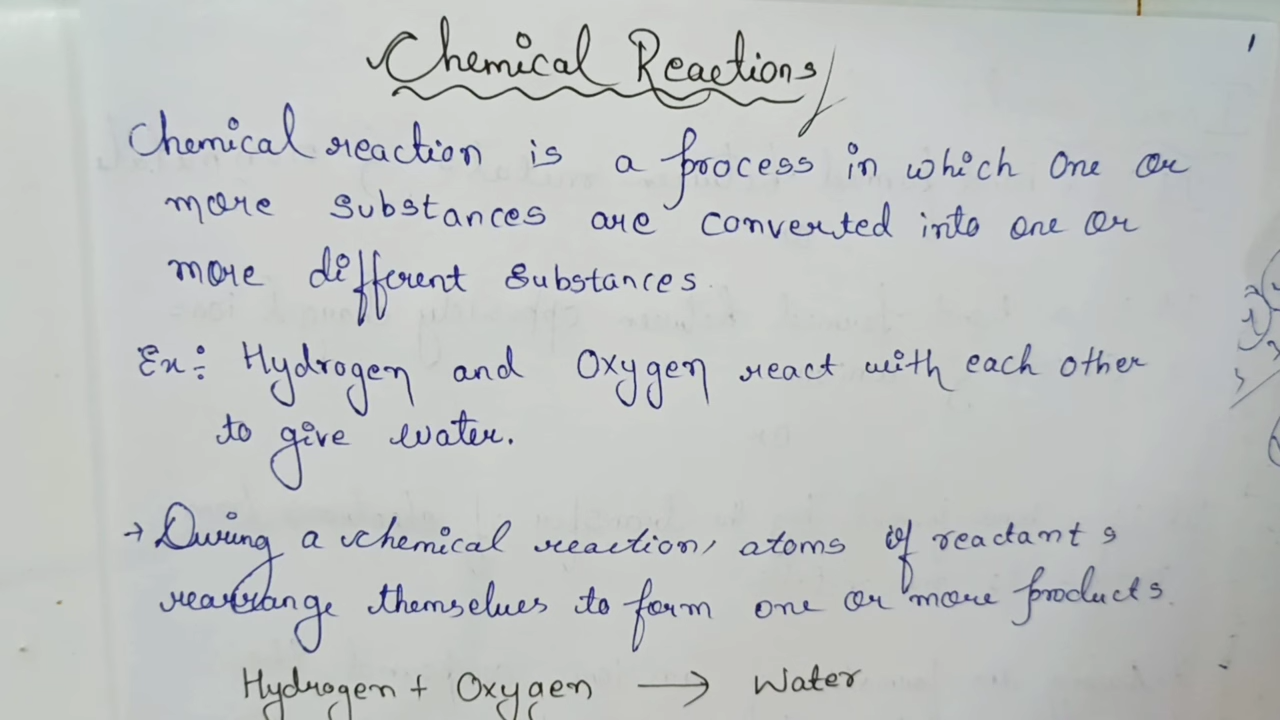 Chemical Reactions
Chemical reaction is a process in which one or
more substances are converted into one or
more different substances.
Ex:- Hydrogen and Oxygen react with each other
to give water.
→ During a chemical reaction, atoms of reactants
rearrange themselves to form one or more products.
Hydrogen + Oxygen → Water